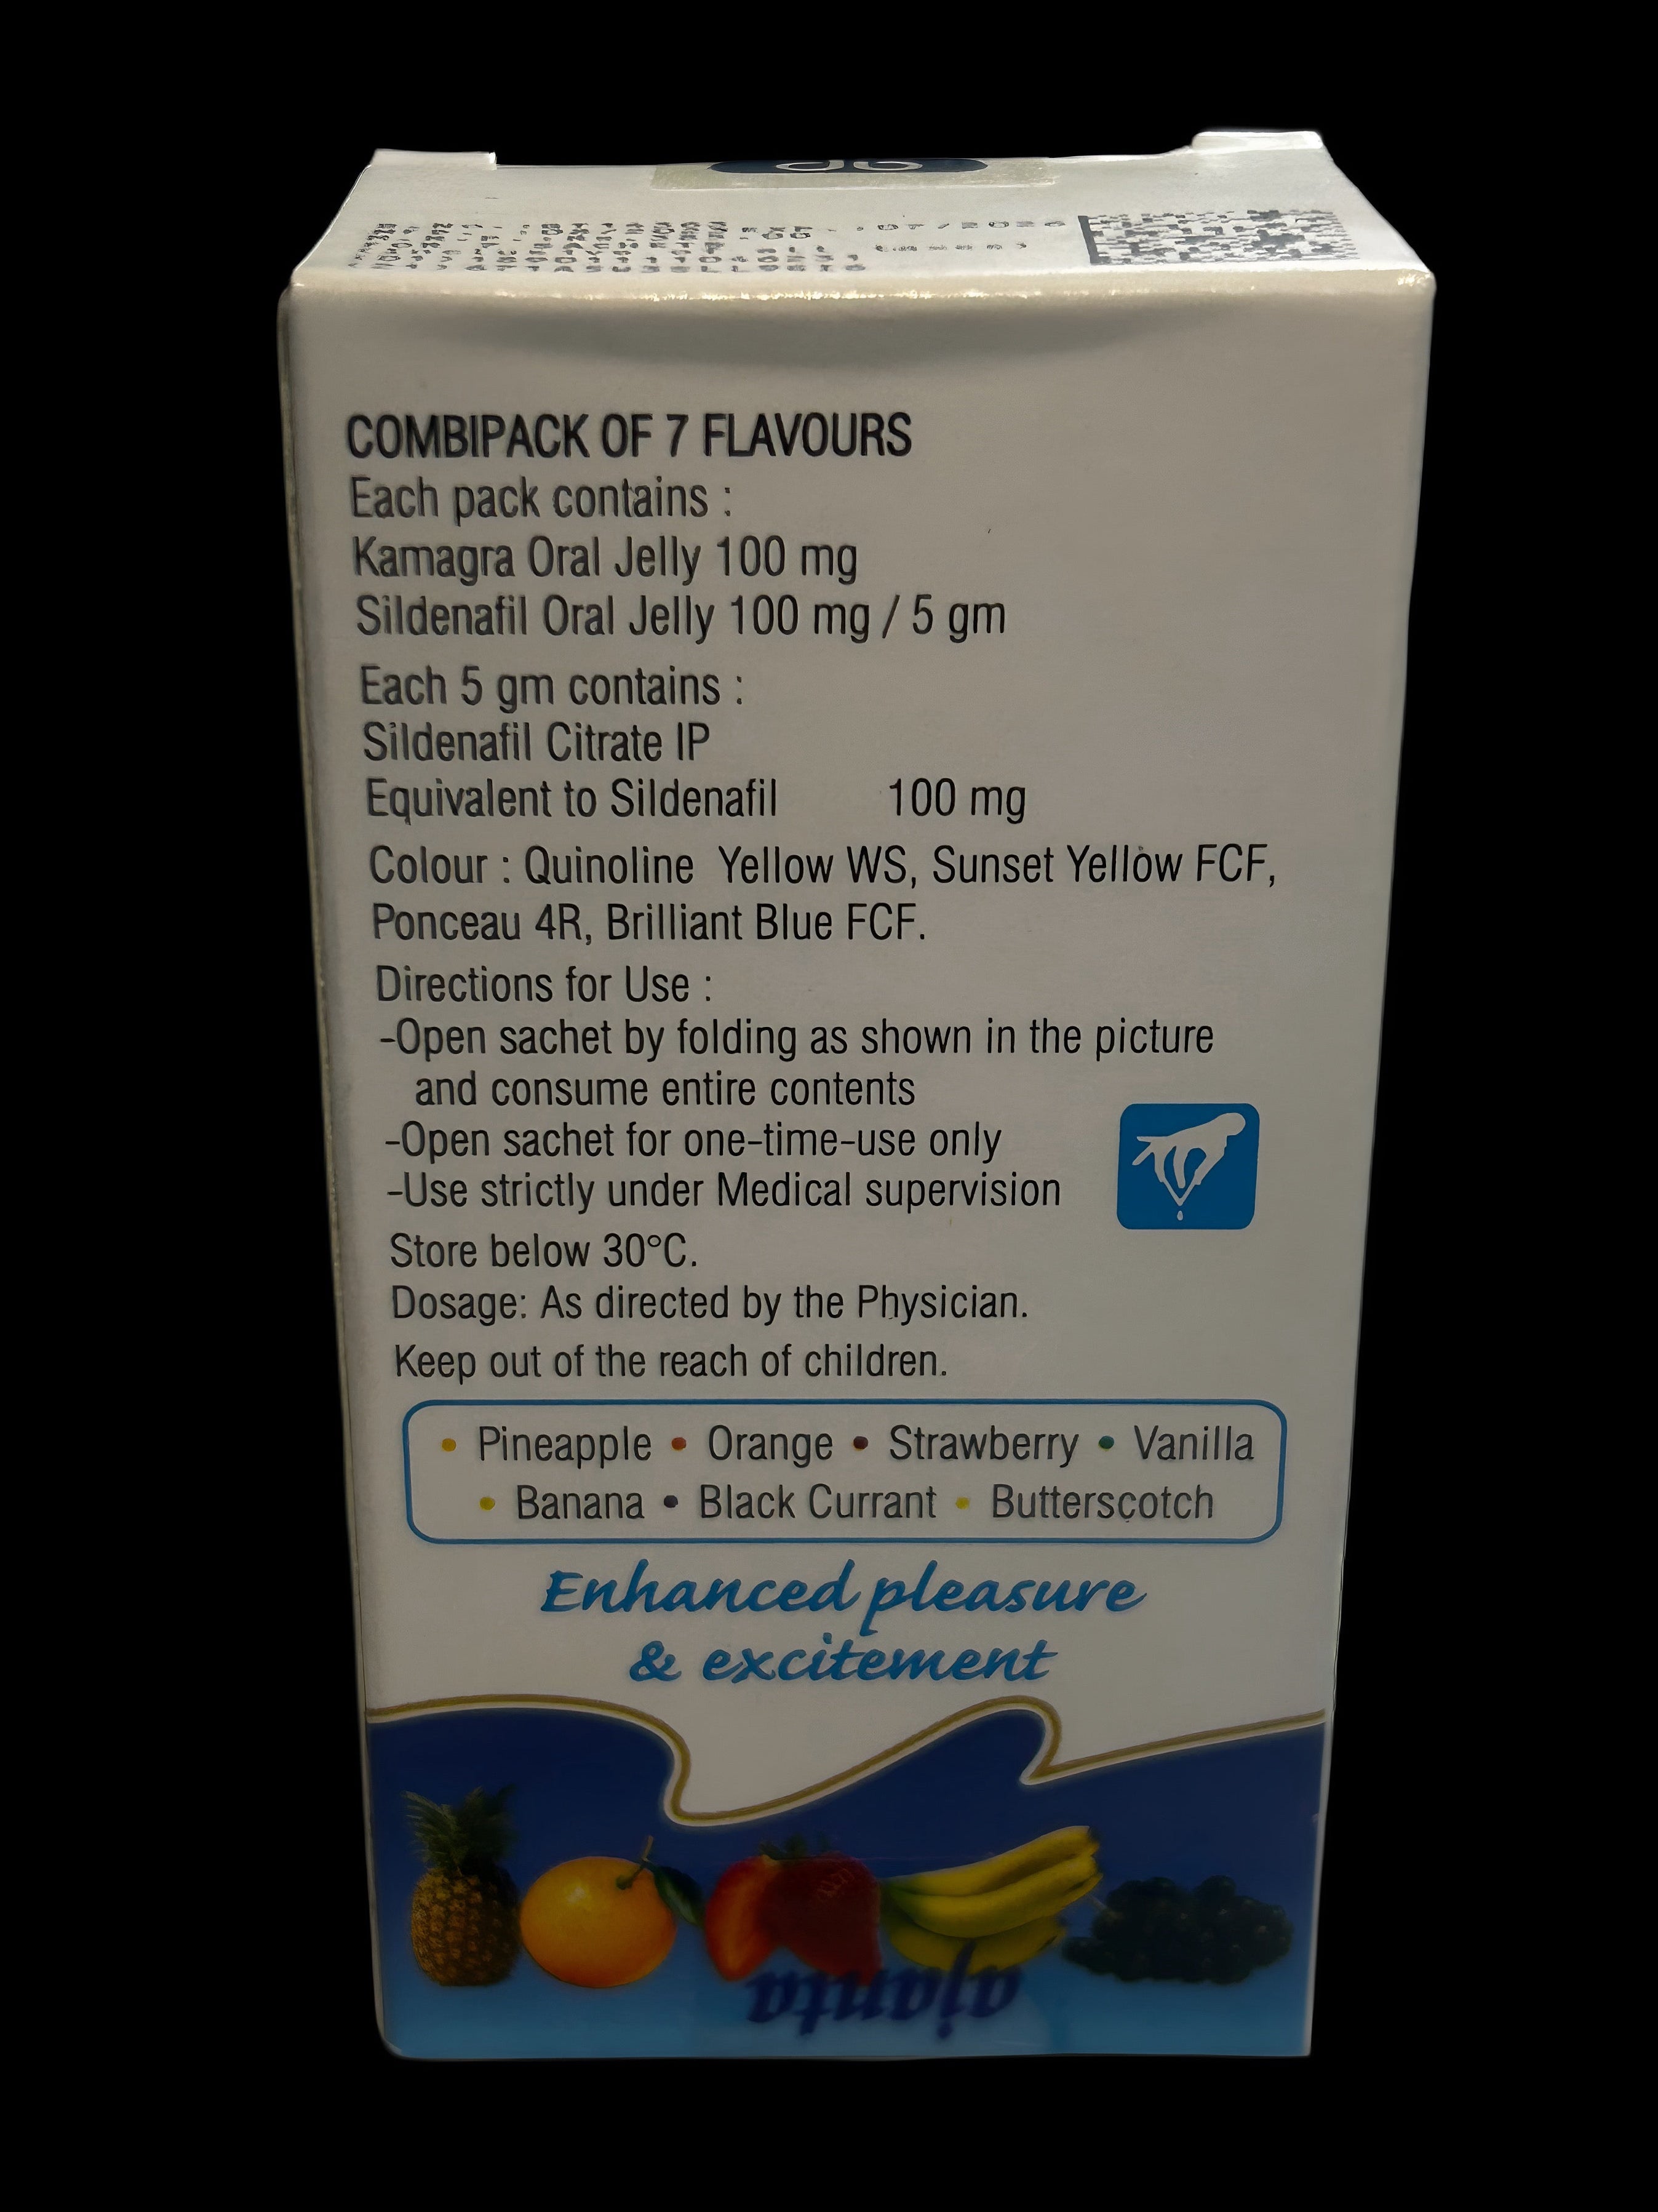 COMBIPACK OF 7 FLAVOURS
Each pack contains :
Kamagra Oral Jelly 100 mg
Sildenafil Oral Jelly 100 mg / 5 gm
Each 5 gm contains :
Sildenafil Citrate IP
Equivalent to Sildenafil 100 mg
Colour : Quinoline Yellow WS, Sunset Yellow FCF,
Ponceau 4R, Brilliant Blue FCF.
Directions for Use :
-Open sachet by folding as shown in the picture
and consume entire contents
-Open sachet for one-time-use only
-Use strictly under Medical supervision
Store below 30°C.
Dosage: As directed by the Physician.
Keep out of the reach of children.
• Pineapple • Orange • Strawberry • Vanilla
• Banana • Black Currant • Butterscotch
Enhanced pleasure
& excitement
ajanta